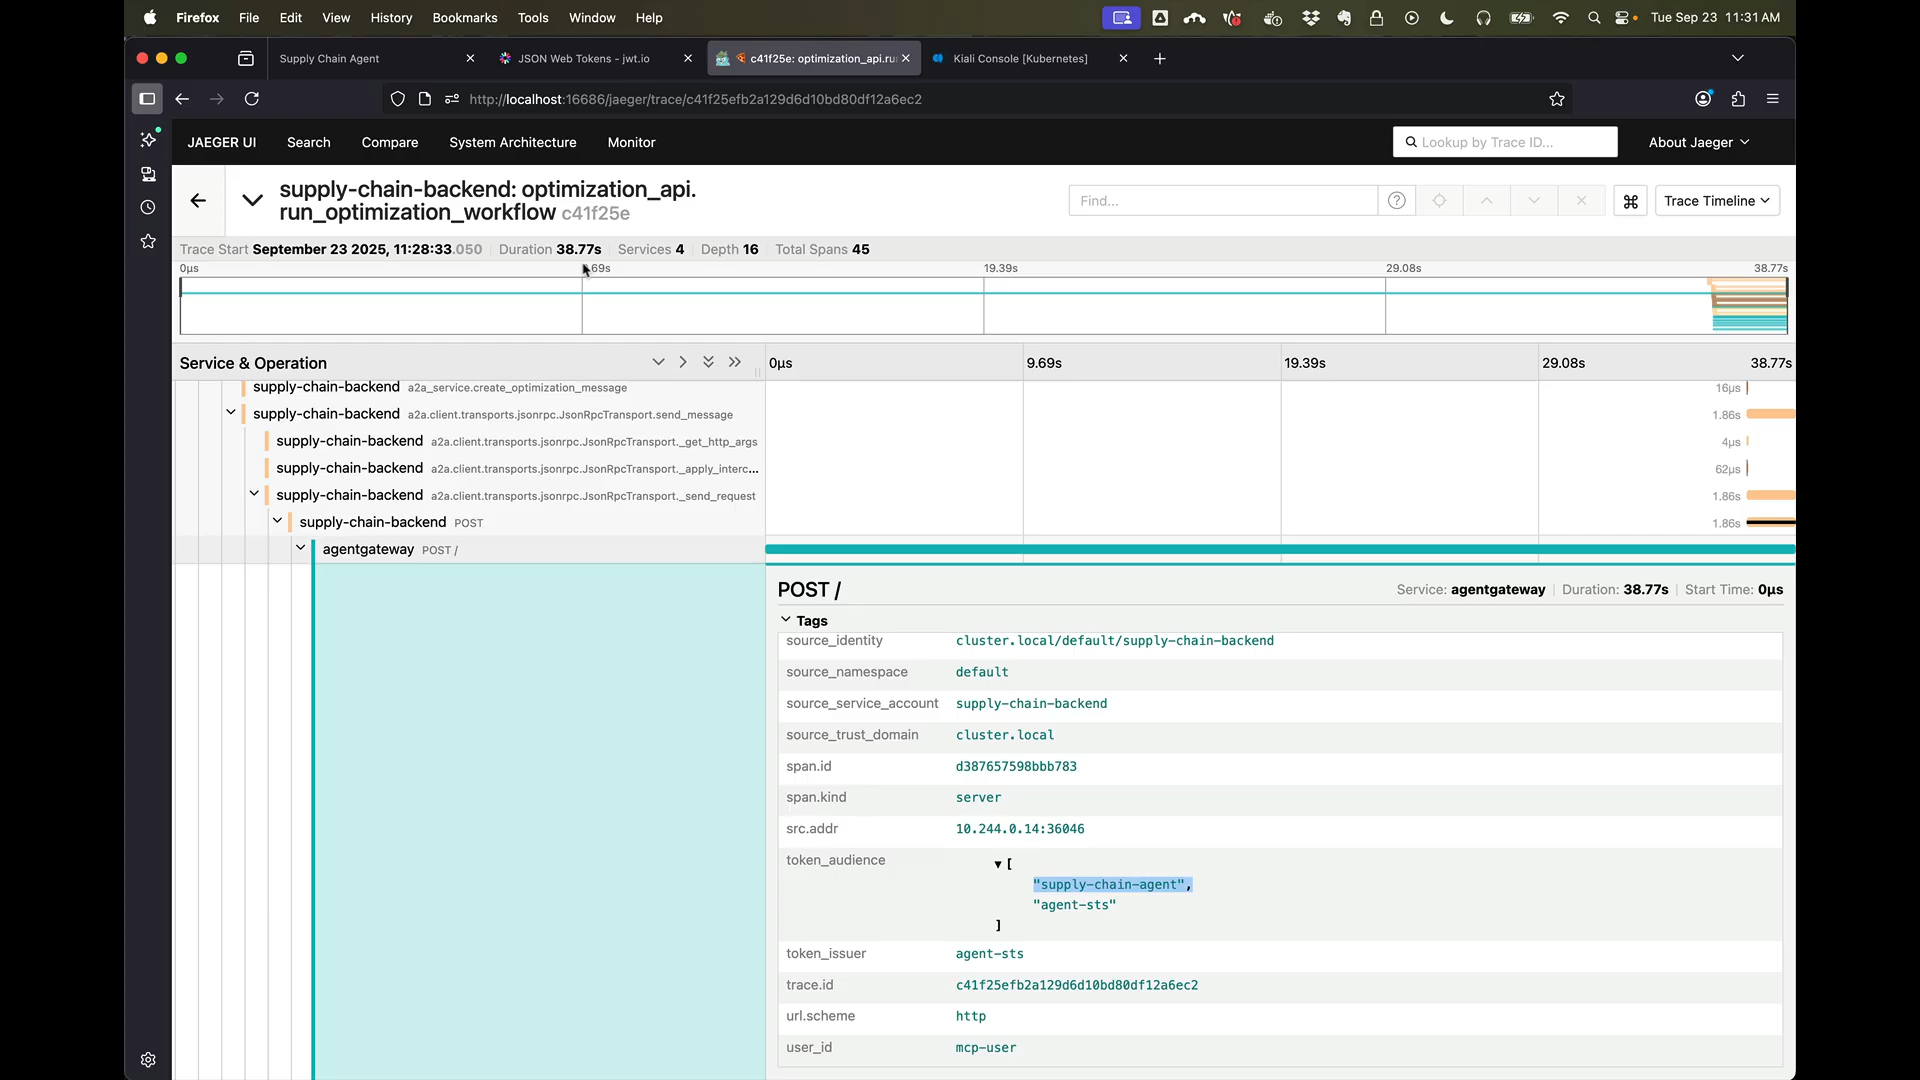 Firefox File Edit View History Bookmarks Tools Window Help Tue Sep 23 11:31 AM
Supply Chain Agent JSON Web Tokens - jwt.io c41f25e: optimization_api.ru Kiali Console [Kubernetes]
http://localhost:16686/jaeger/trace/c41f25efb2a129d6d10bd80df12a6ec2
JAEGER UI Search Compare System Architecture Monitor Lookup by Trace ID... About Jaeger
supply-chain-backend: optimization_api.
run_optimization_workflow c41f25e
Find... Trace Timeline
Trace Start September 23 2025, 11:28:33.050 Duration 38.77s Services 4 Depth 16 Total Spans 45
0μs 69s 19.39s 29.08s 38.77s
Service & Operation 0μs 9.69s 19.39s 29.08s 38.77s
supply-chain-backend a2a_service.create_optimization_message 16μs
supply-chain-backend a2a.client.transports.jsonrpc.JsonRpcTransport.send_message 1.86s
supply-chain-backend a2a.client.transports.jsonrpc.JsonRpcTransport._get_http_args 4μs
supply-chain-backend a2a.client.transports.jsonrpc.JsonRpcTransport._apply_interc... 62μs
supply-chain-backend a2a.client.transports.jsonrpc.JsonRpcTransport._send_request 1.86s
supply-chain-backend POST 1.86s
agentgateway POST /
POST / Service: agentgateway Duration: 38.77s Start Time: 0μs
Tags
source_identity cluster.local/default/supply-chain-backend
source_namespace default
source_service_account supply-chain-backend
source_trust_domain cluster.local
span.id d387657598bbb783
span.kind server
src.addr 10.244.0.14:36046
token_audience [
"supply-chain-agent",
"agent-sts"
]
token_issuer agent-sts
trace.id c41f25efb2a129d6d10bd80df12a6ec2
url.scheme http
user_id mcp-user